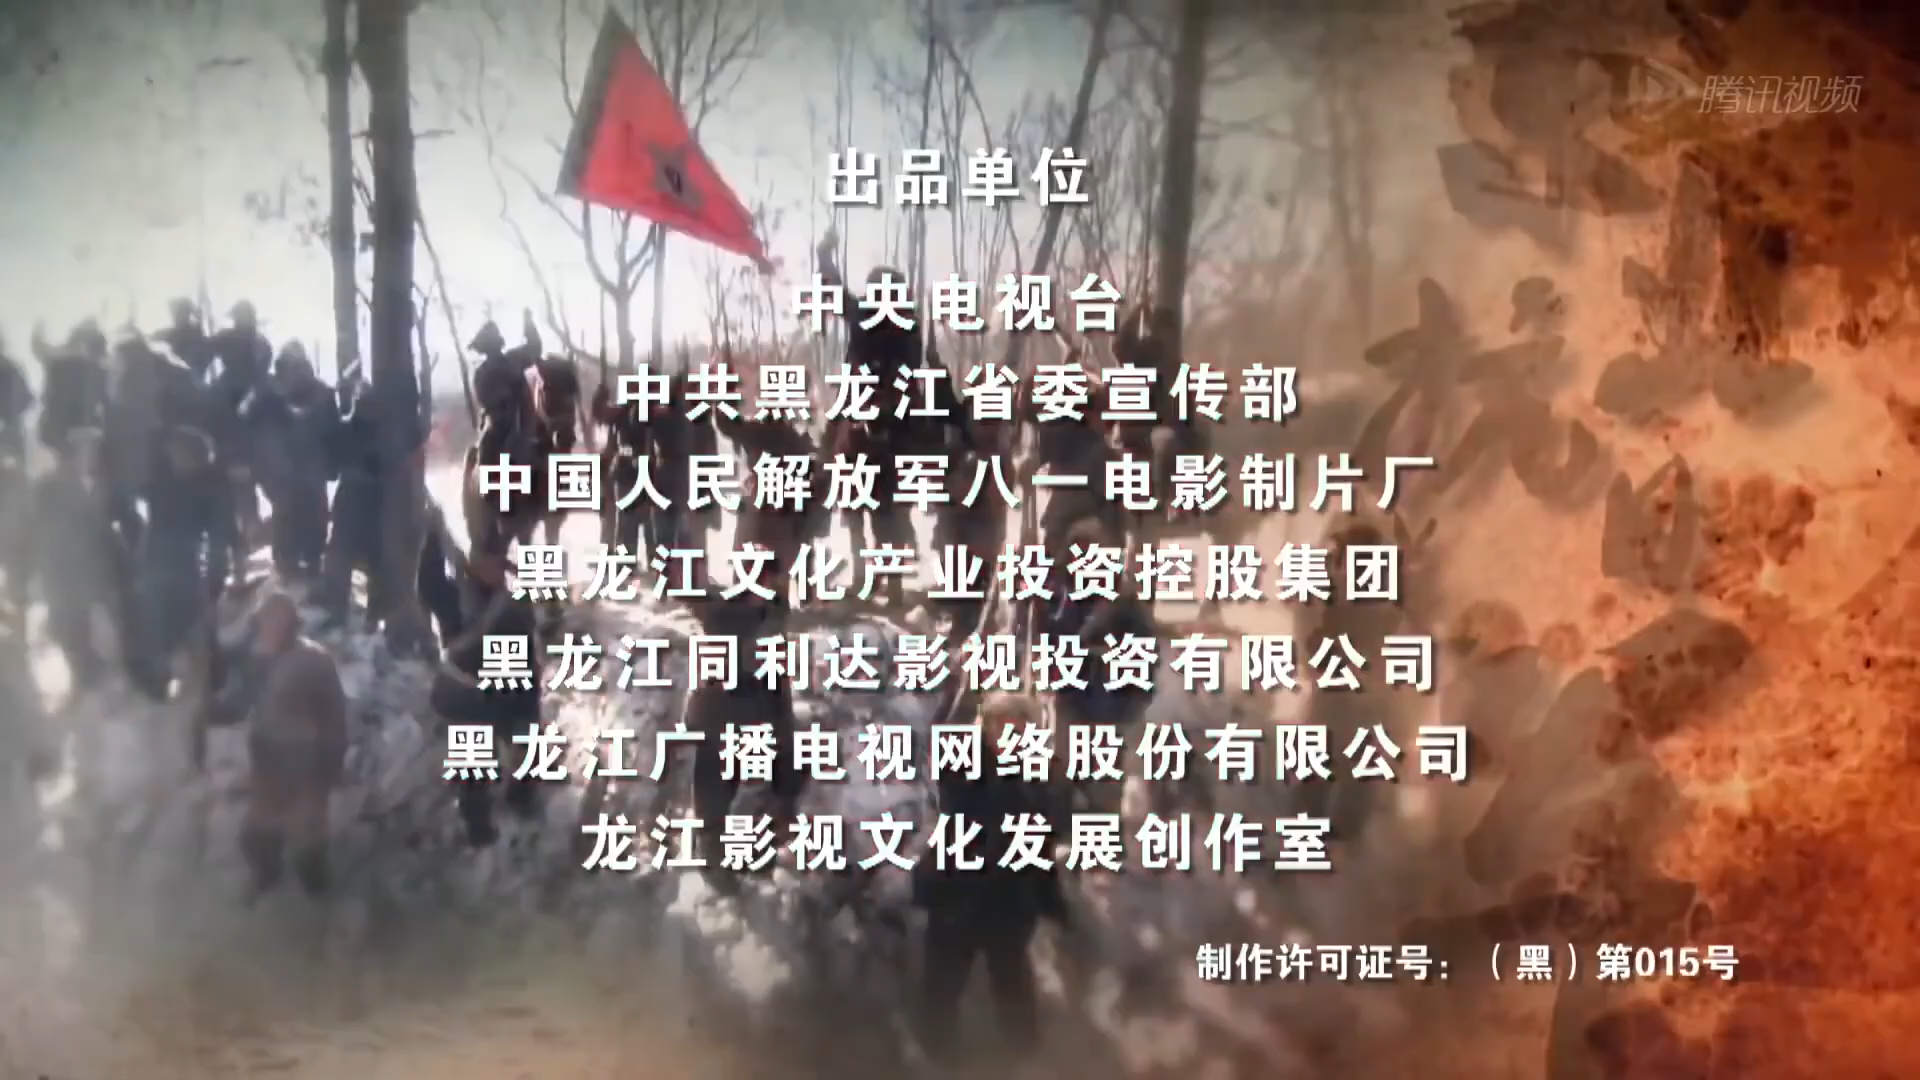 腾讯视频
出品单位
中央电视台
中共黑龙江省委宣传部
中国人民解放军八一电影制片厂
黑龙江文化产业投资控股集团
黑龙江同利达影视投资有限公司
黑龙江广播电视网络股份有限公司
龙江影视文化发展创作室
制作许可证号：（黑）第015号